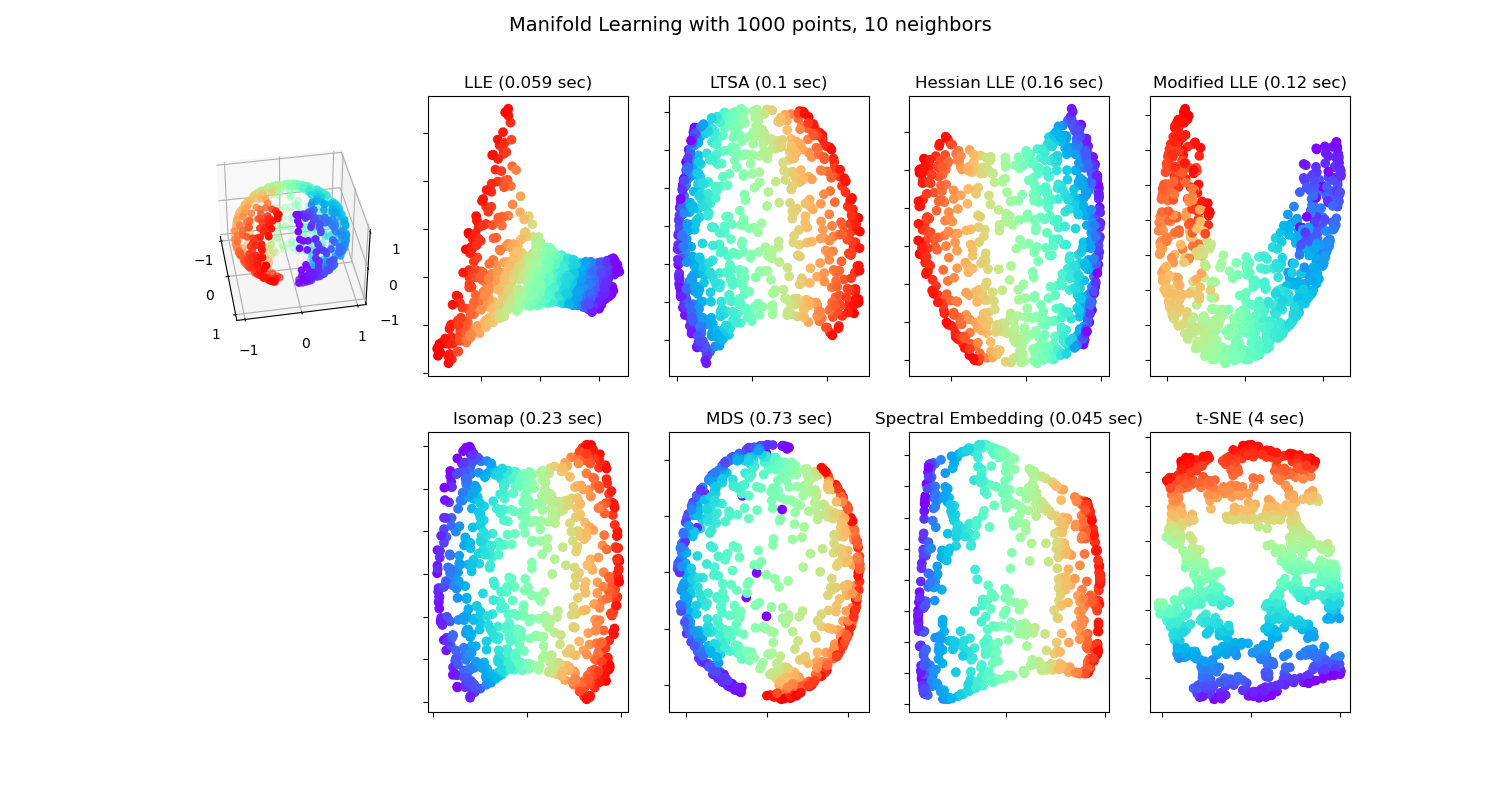 Manifold Learning with 1000 points, 10 neighbors
LLE (0.059 sec)
LTSA (0.1 sec)
Hessian LLE (0.16 sec)
Modified LLE (0.12 sec)
−1
0
1
−1
0
1
1
0
−1
Isomap (0.23 sec)
MDS (0.73 sec)
Spectral Embedding (0.045 sec)
t-SNE (4 sec)